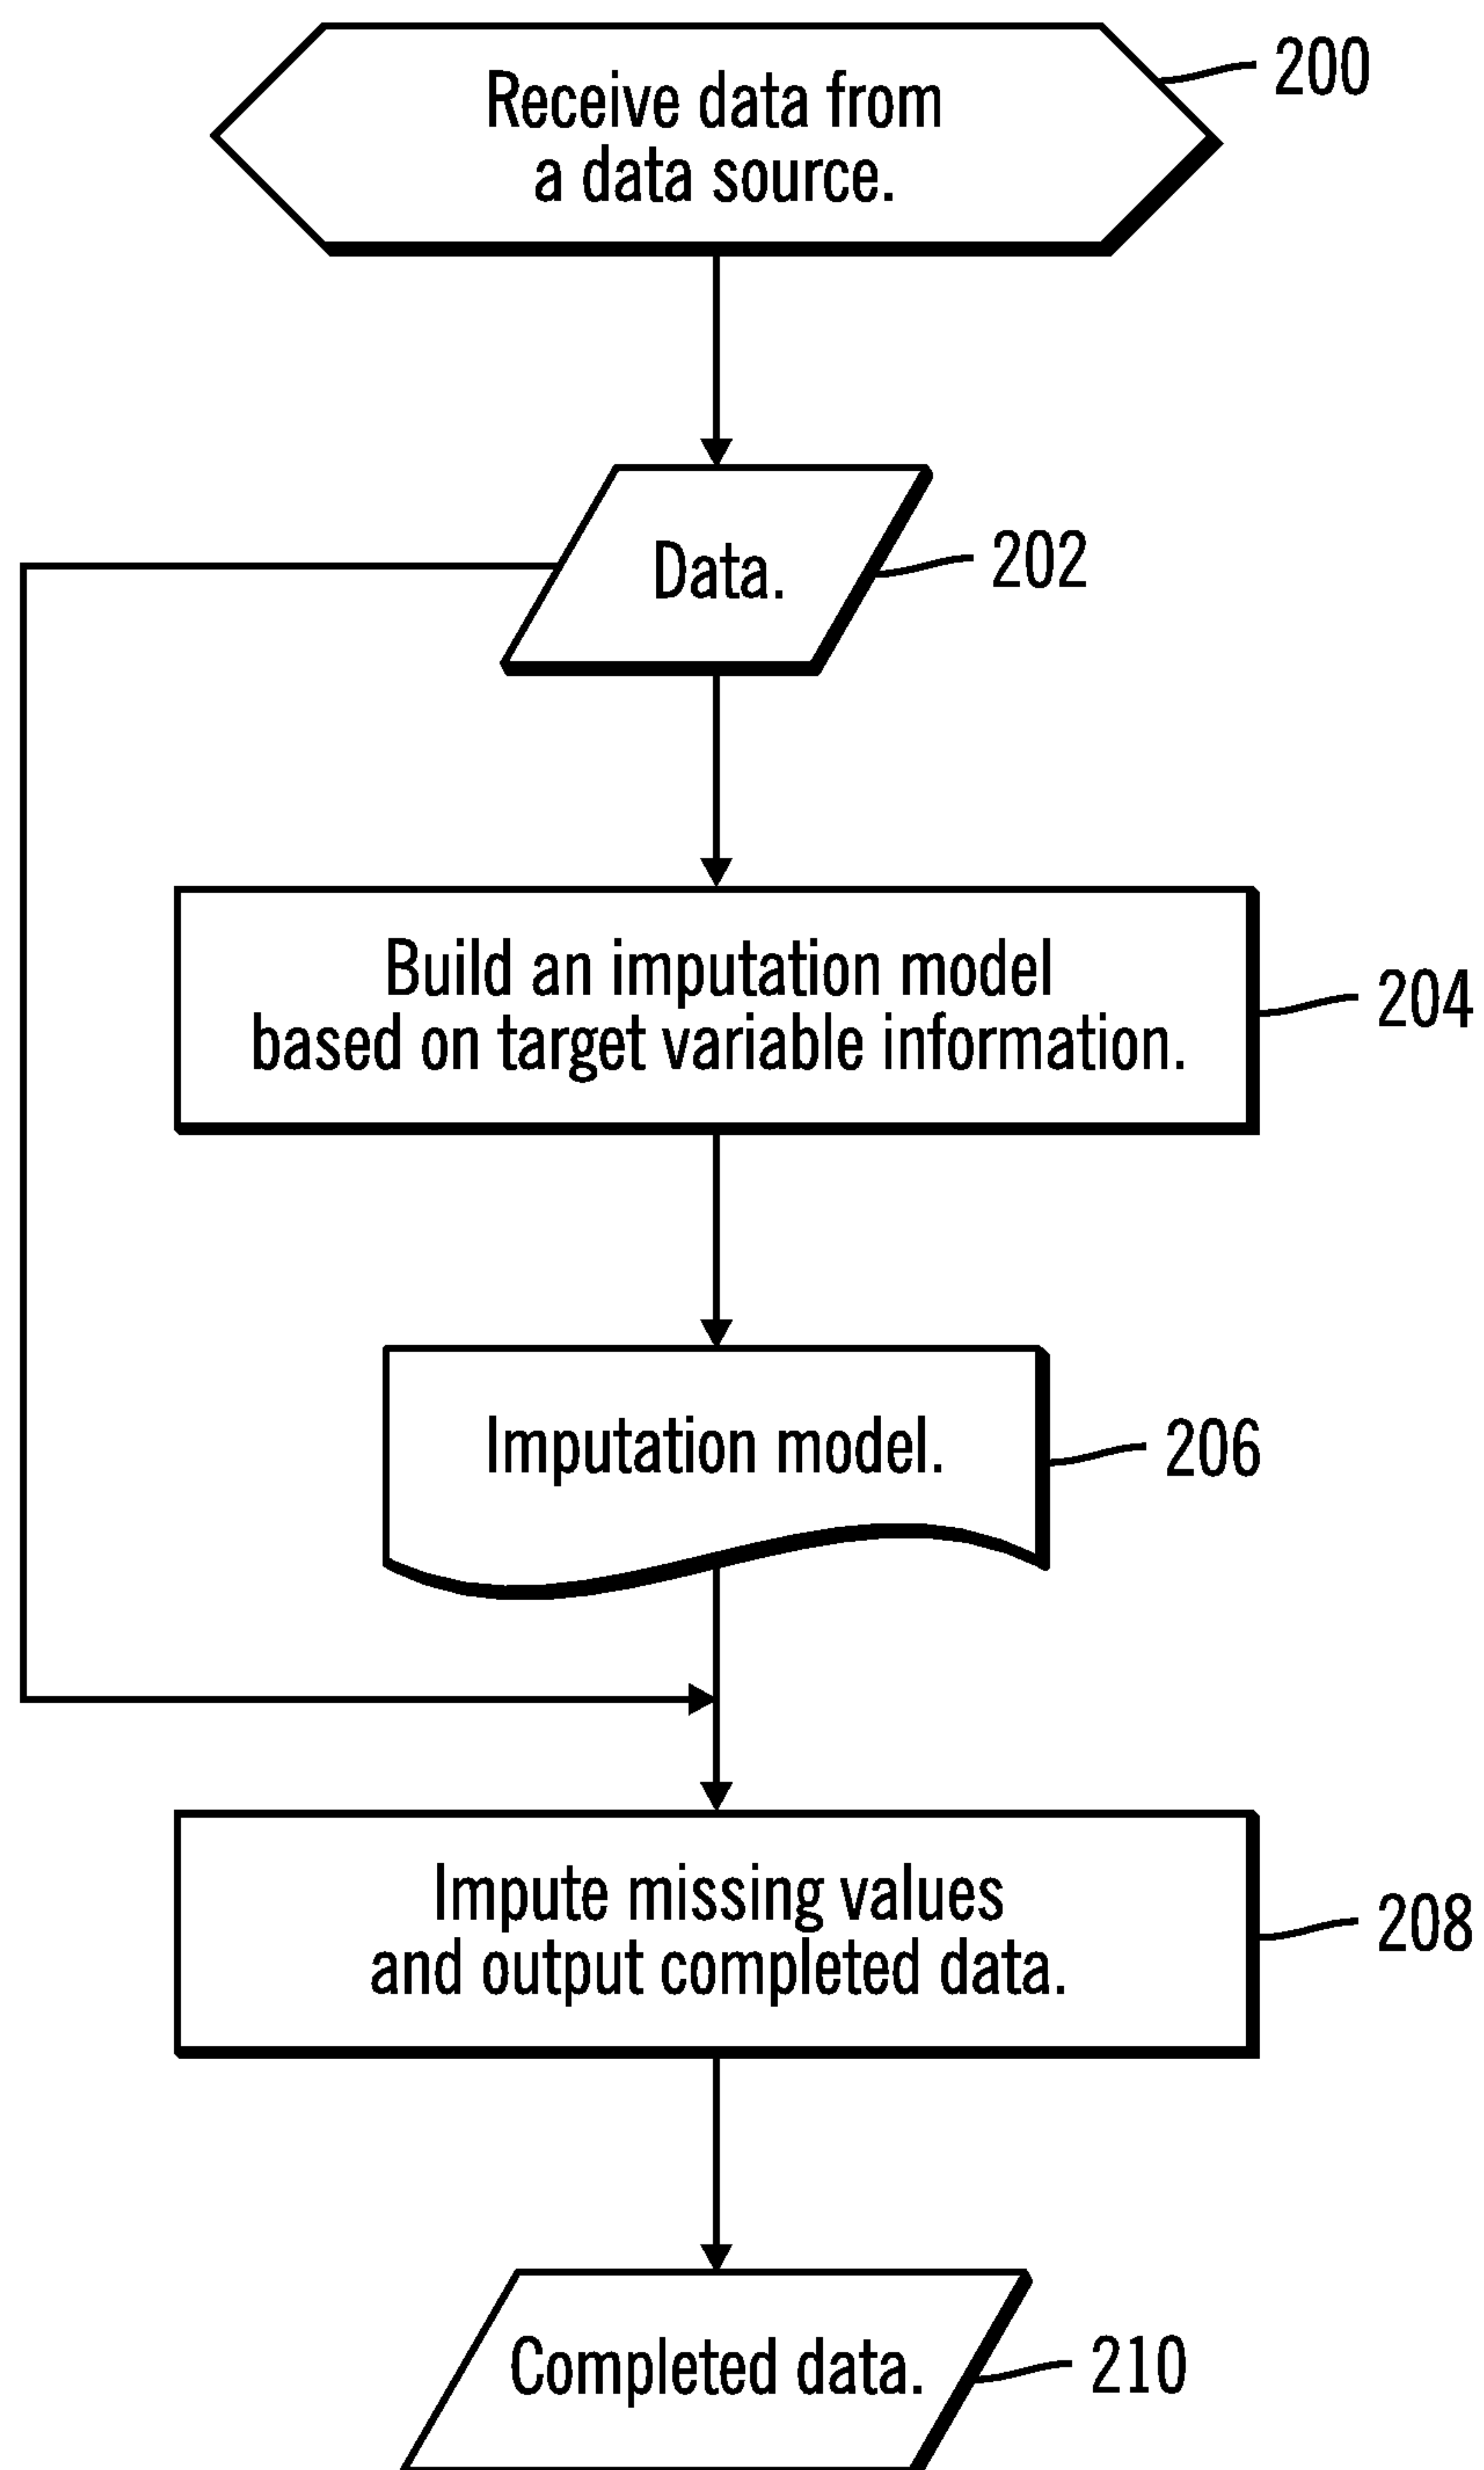 Receive data from
a data source.
200
Data.
202
Build an imputation model
based on target variable information.
204
Imputation model.
206
Impute missing values
and output completed data.
208
Completed data.
210